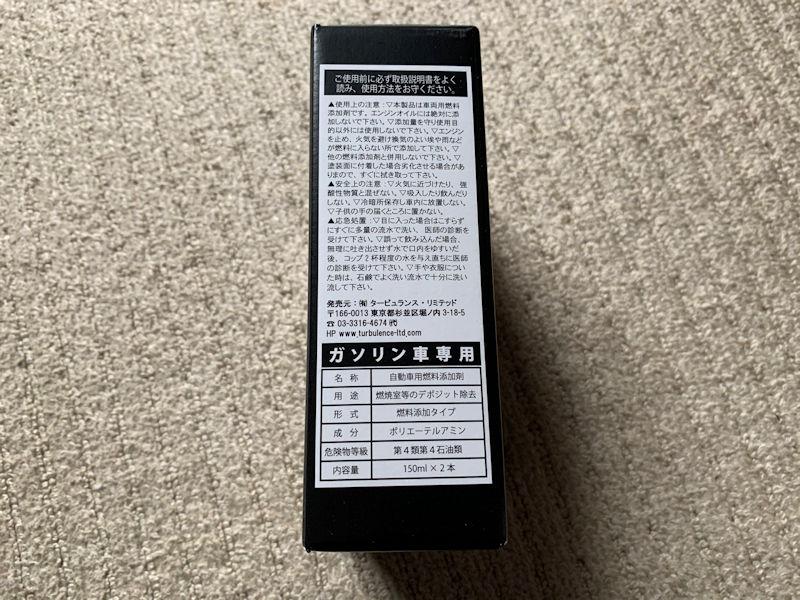 ご使用前に必ず取扱説明書をよく
読み、使用方法をお守りください。
▲使用上の注意:▽本製品は車両用燃料
添加剤です。エンジンオイルには絶対に添
加しないで下さい。▽添加量を守り使用目
的以外には使用しないで下さい。▽エンジン
を止め、火気を避け換気のよい埃や雨など
が燃料に入らない所で添加して下さい。▽
他の燃料添加剤と併用しないで下さい。▽
塗装面に付着した場合劣化させる場合があ
りまので、すぐに拭き取って下さい。
▲安全上の注意:▽火気に近づけたり、強
酸性物質と混ぜない。▽吸入したり飲んだり
しない。▽冷暗所保存し車内に放置しない。
▽子供の手の届くところに置かない。
▲応急処置:▽目に入った場合はこすらず
にすぐに多量の流水で洗い、医師の診断を
受けて下さい。▽誤って飲み込んだ場合、
無理に吐き出させず水で口内をゆすいだ
後、コップ2杯程度の水を与え直ちに医師
の診断を受けて下さい。▽手や衣服につい
た時は、石鹸でよく洗い流水で十分に洗い
流して下さい。
発売元:㈲ タービュランス・リミテッド
〒166-0013 東京都杉並区堀ノ内 3-18-5
☎ 03-3316-4674 ㈹
HP www.turbulence-ltd.com
ガソリン車専用
名 称 自動車用燃料添加剤
用 途 燃焼室等のデポジット除去
形 式 燃料添加タイプ
成 分 ポリエーテルアミン
危険物等級 第4類第4石油類
内容量 150ml×2本